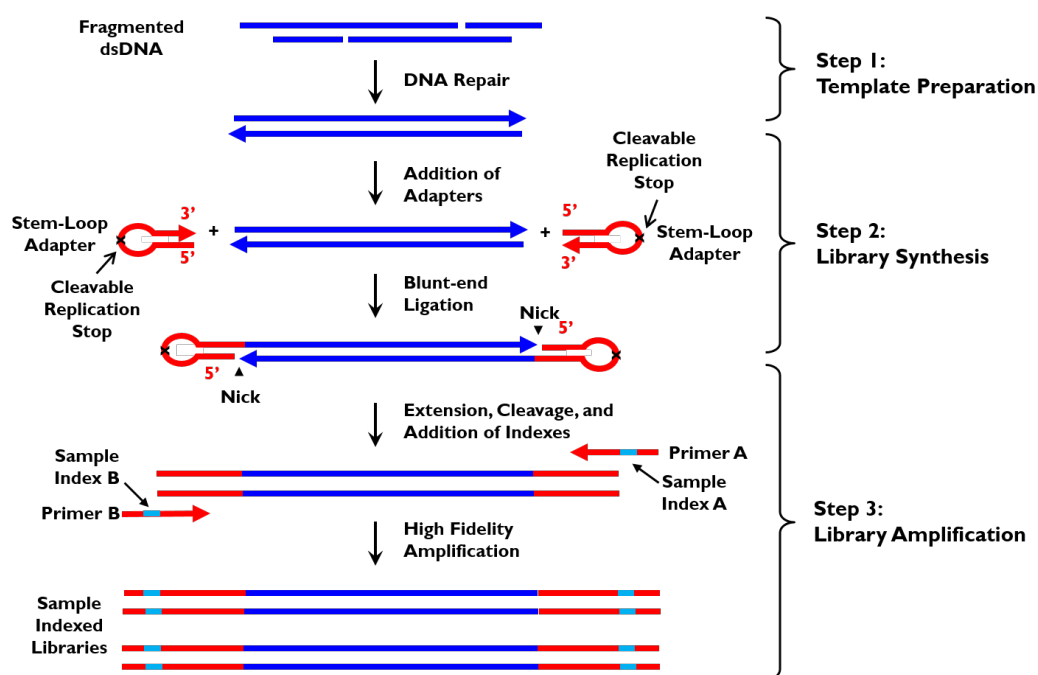 Fragmented
dsDNA
DNA Repair
Step 1:
Template Preparation
Cleavable
Replication
Stop
Addition of
Adapters
Stem-Loop
Adapter
3’
5’
+
+
5’
3’
Stem-Loop
Adapter
Step 2:
Library Synthesis
Cleavable
Replication
Stop
Blunt-end
Ligation
Nick
5’
5’
Nick
Extension, Cleavage, and
Addition of Indexes
Sample
Index B
Primer A
Sample
Index A
Primer B
Step 3:
Library Amplification
High Fidelity
Amplification
Sample
Indexed
Libraries